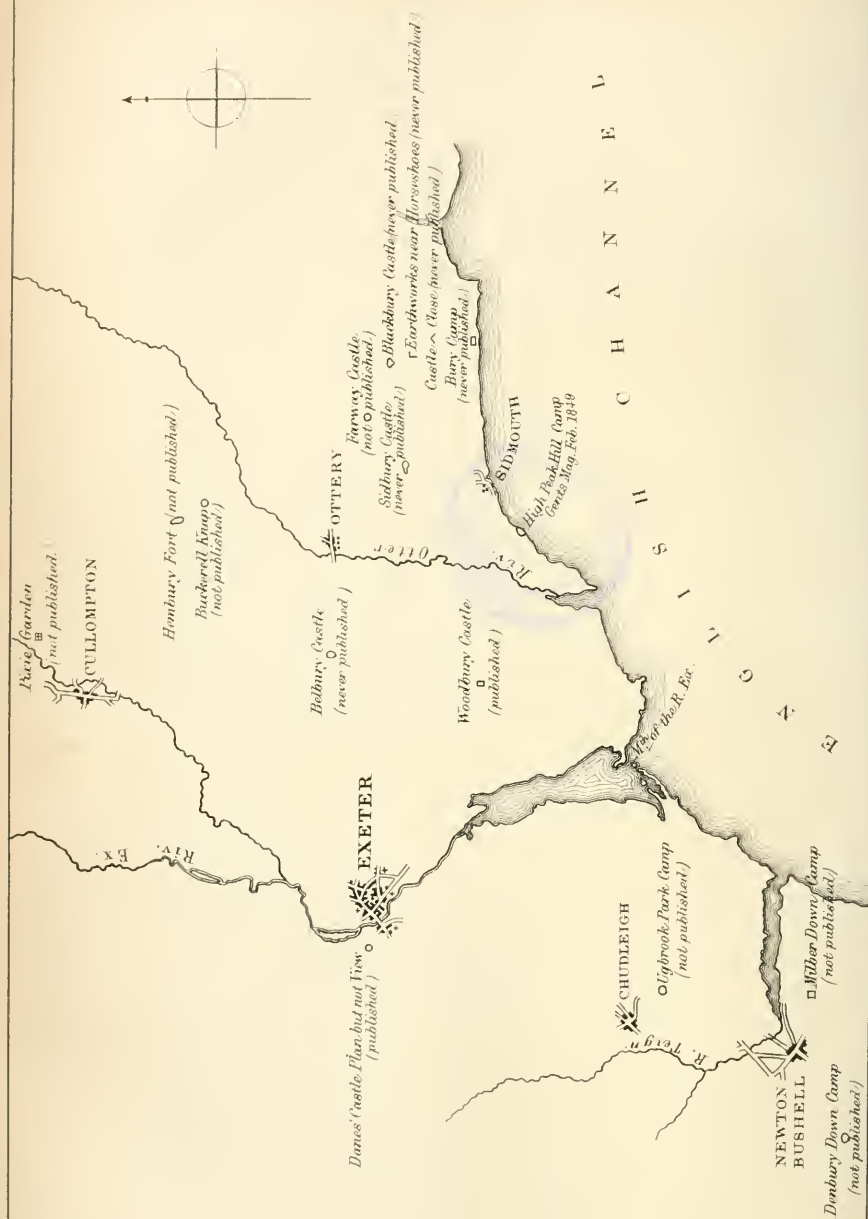 Pixie Garden
(not published.
CULLOMPTON
Hembury Fort (not published)
Buckerell Knap
(not published)
Riv. Ex.
EXETER
Danes' Castle Plan but not View
(published)
Belbury Castle
(never published)
OTTERY
Farway Castle
(not published.)
Sidbury Castle
(never published)
Blackbury Castle (never published
Earthworks near Horseshoes (never published)
Castle Close (never published)
Bury Camp
(never published)
Riv. Otter
Woodbury Castle
(published)
SIDMOUTH
High Peak Hill Camp
Gents Mag. Feb. 1849
Mth. of the R. Ex.
CHUDLEIGH
Ugbrook Park Camp
(not published)
R. Teign
NEWTON
BUSHELL
Milber Down Camp
(not published)
Denbury Down Camp
(not published)
ENGLISH CHANNEL